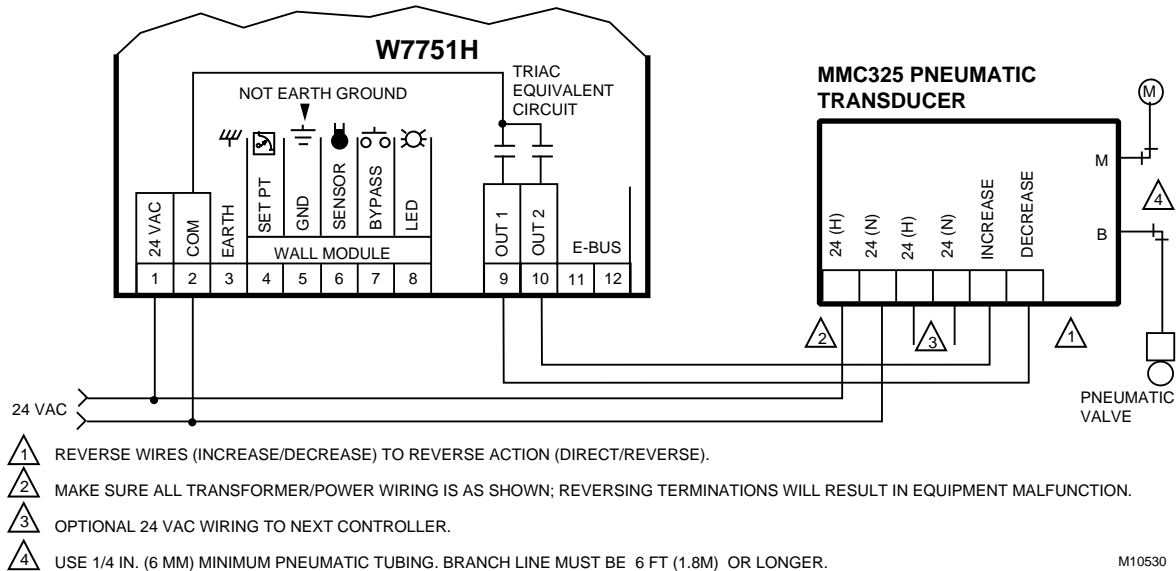 W7751H
TRIAC
EQUIVALENT
CIRCUIT
NOT EARTH GROUND
24 VAC
COM
EARTH
SET PT
GND
SENSOR
BYPASS
LED
WALL MODULE
OUT 1
OUT 2
E-BUS
1 2 3 4 5 6 7 8 9 10 11 12
MMC325 PNEUMATIC
TRANSDUCER
24 (H)
24 (N)
24 (H)
24 (N)
INCREASE
DECREASE
M
B
M
4
2
3
1
PNEUMATIC
VALVE
24 VAC
1 REVERSE WIRES (INCREASE/DECREASE) TO REVERSE ACTION (DIRECT/REVERSE).
2 MAKE SURE ALL TRANSFORMER/POWER WIRING IS AS SHOWN; REVERSING TERMINATIONS WILL RESULT IN EQUIPMENT MALFUNCTION.
3 OPTIONAL 24 VAC WIRING TO NEXT CONTROLLER.
4 USE 1/4 IN. (6 MM) MINIMUM PNEUMATIC TUBING. BRANCH LINE MUST BE 6 FT (1.8M) OR LONGER.
M10530